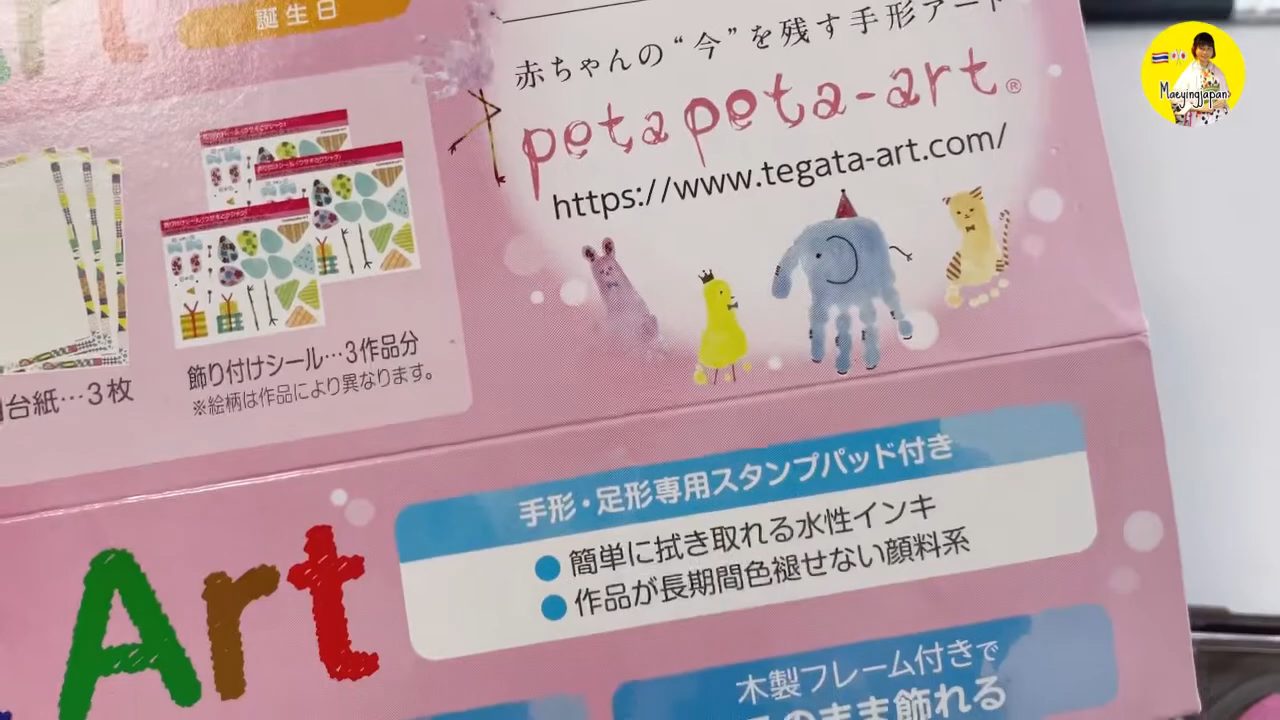 誕生日
赤ちゃんの“今”を残す手形アート
petapeta-art®
https://www.tegata-art.com/
Maeyingjapan
飾り付けシール…3作品分
※絵柄は作品により異なります。
台紙…3枚
手形・足形専用スタンプパッド付き
● 簡単に拭き取れる水性インキ
● 作品が長期間色褪せない顔料系
Art
木製フレーム付きで
このまま飾れる